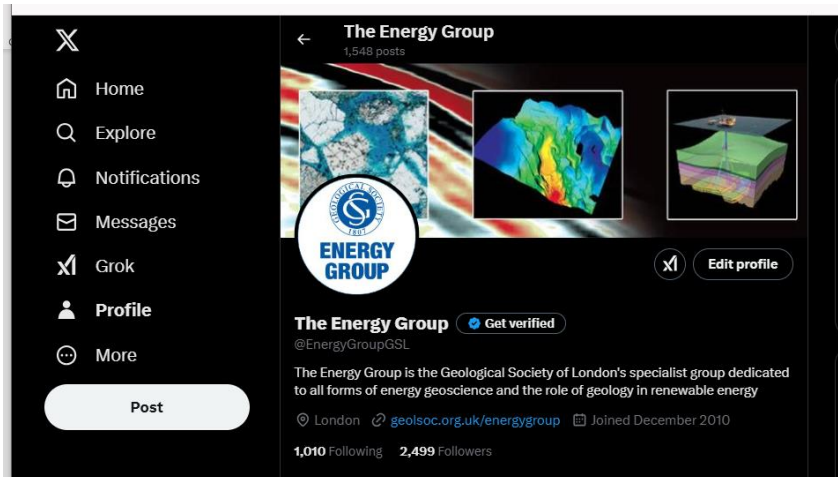 The Energy Group
1,548 posts
Home
Explore
Notifications
Messages
Grok
Profile
More
Post
GEOLOGICAL SOCIETY
1807
ENERGY
GROUP
Edit profile
The Energy Group Get verified
@EnergyGroupGSL
The Energy Group is the Geological Society of London's specialist group dedicated
to all forms of energy geoscience and the role of geology in renewable energy
London geolsoc.org.uk/energygroup Joined December 2010
1,010 Following 2,499 Followers